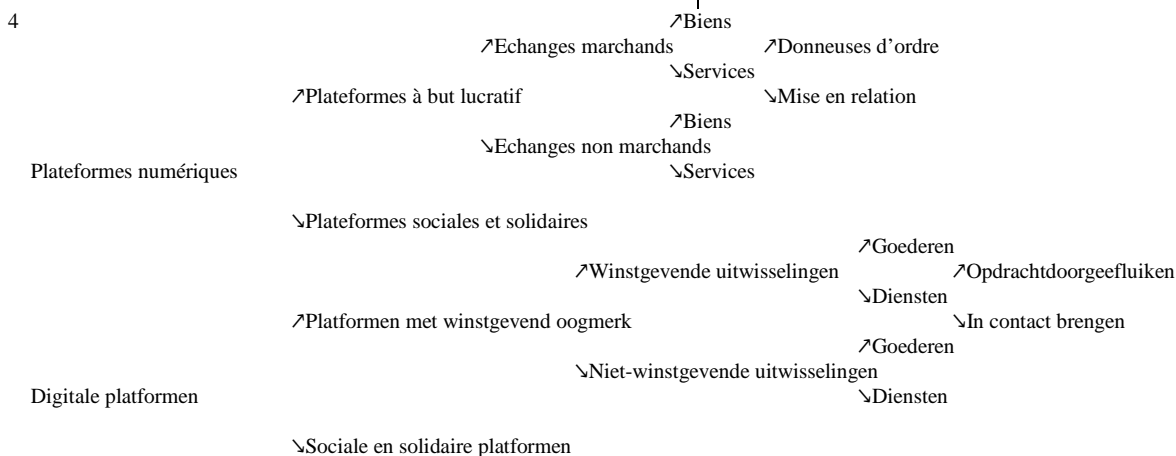 4
↗Biens
↗Echanges marchands ↗Donneuses d’ordre
↘Services
↗Plateformes à but lucratif ↘Mise en relation
↗Biens
↘Echanges non marchands
Plateformes numériques ↘Services
↘Plateformes sociales et solidaires
↗Goederen
↗Winstgevende uitwisselingen ↗Opdrachtdoorgeefluiken
↘Diensten
↗Platformen met winstgevend oogmerk ↘In contact brengen
↗Goederen
↘Niet-winstgevende uitwisselingen
Digitale platformen ↘Diensten
↘Sociale en solidaire platformen